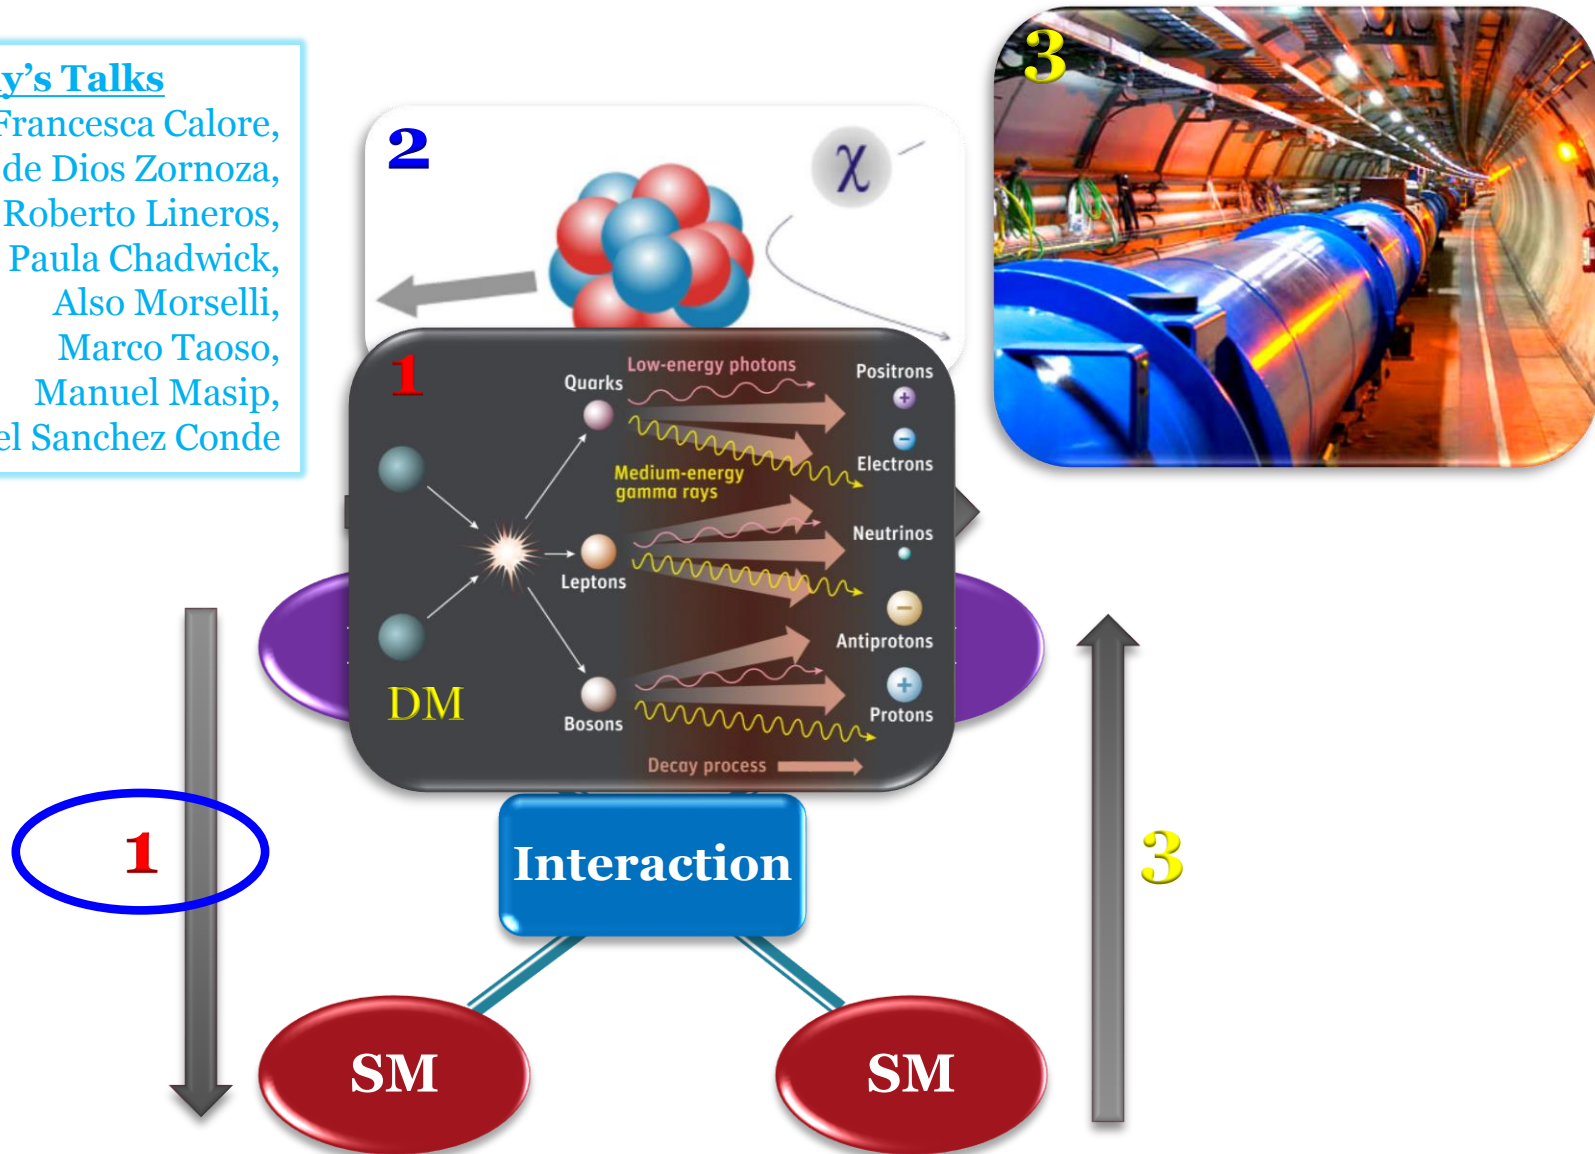 y's Talks
Francesca Calore,
de Dios Zornoza,
Roberto Lineros,
Paula Chadwick,
Also Morselli,
Marco Taoso,
Manuel Masip,
el Sanchez Conde
2
χ
3
1
Quarks
Low-energy photons
Positrons
+
−
Electrons
Medium-energy
gamma rays
Neutrinos
Leptons
−
Antiprotons
DM
+
Bosons
Protons
Decay process
1
Interaction
3
SM
SM